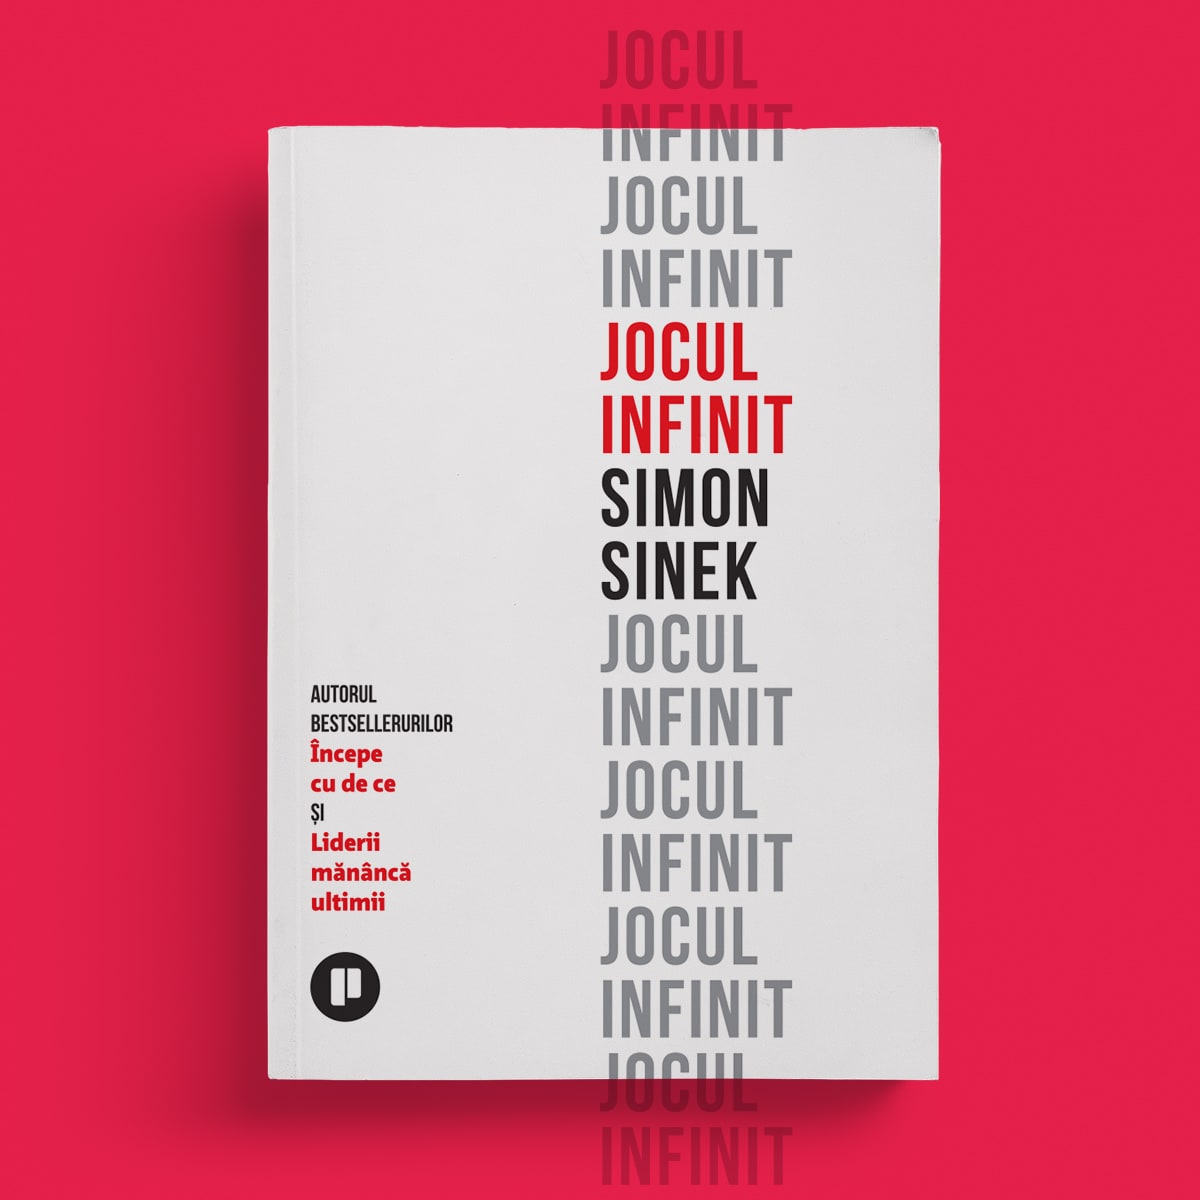 JOCUL
INFINIT
JOCUL
INFINIT
JOCUL
INFINIT
SIMON
SINEK
JOCUL
INFINIT
JOCUL
INFINIT
JOCUL
INFINIT
JOCUL
INFINIT
AUTORUL
BESTSELLERURILOR
Începe
cu de ce
ȘI
Liderii
mănâncă
ultimii
P